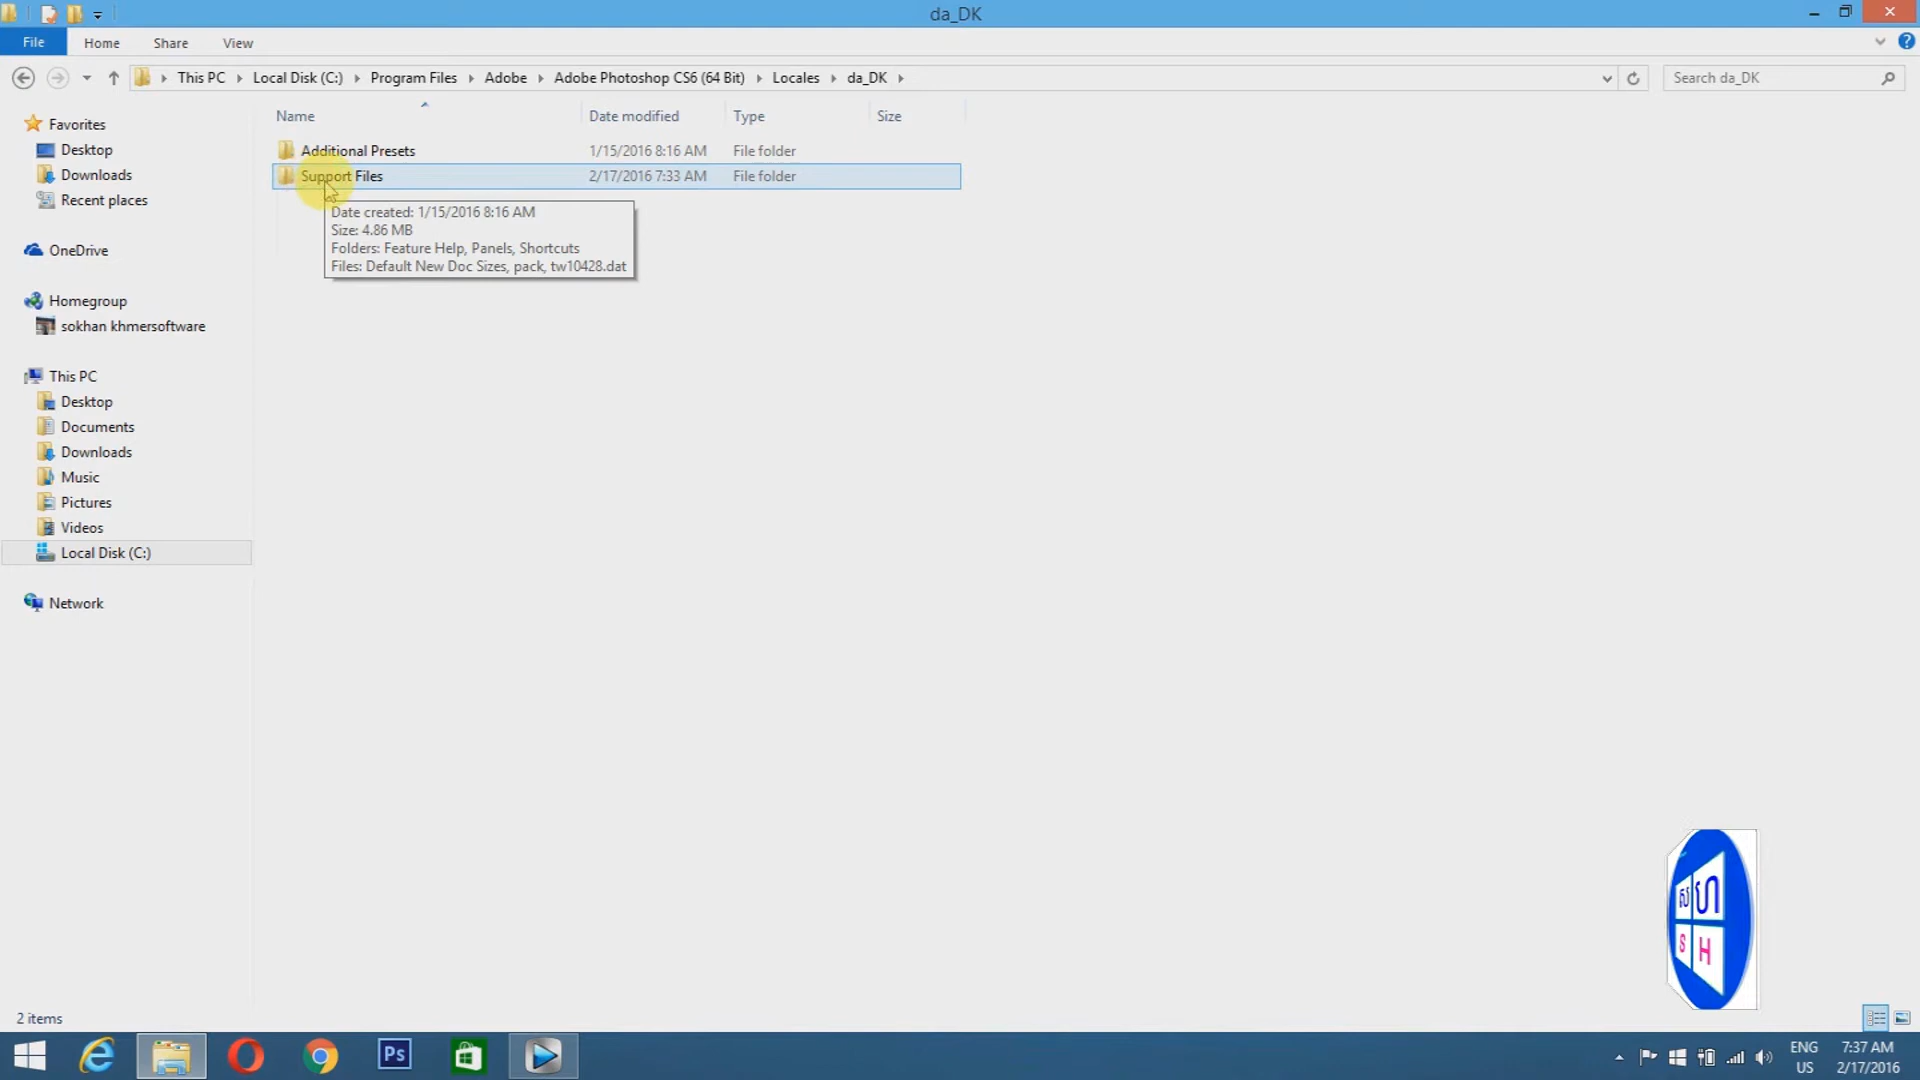 da_DK
File
Home
Share
View
This PC
Local Disk (C:)
Program Files
Adobe
Adobe Photoshop CS6 (64 Bit)
Locales
da_DK
Search da_DK
Name
Date modified
Type
Size
Additional Presets
1/15/2016 8:16 AM
File folder
Support Files
2/17/2016 7:33 AM
File folder
Date created: 1/15/2016 8:16 AM
Size: 4.86 MB
Folders: Feature Help, Panels, Shortcuts
Files: Default New Doc Sizes, pack, tw10428.dat
Favorites
Desktop
Downloads
Recent places
OneDrive
Homegroup
sokhan khmersoftware
This PC
Desktop
Documents
Downloads
Music
Pictures
Videos
Local Disk (C:)
Network
ស ហ
S H
2 items
Ps
ENG
US
7:37 AM
2/17/2016